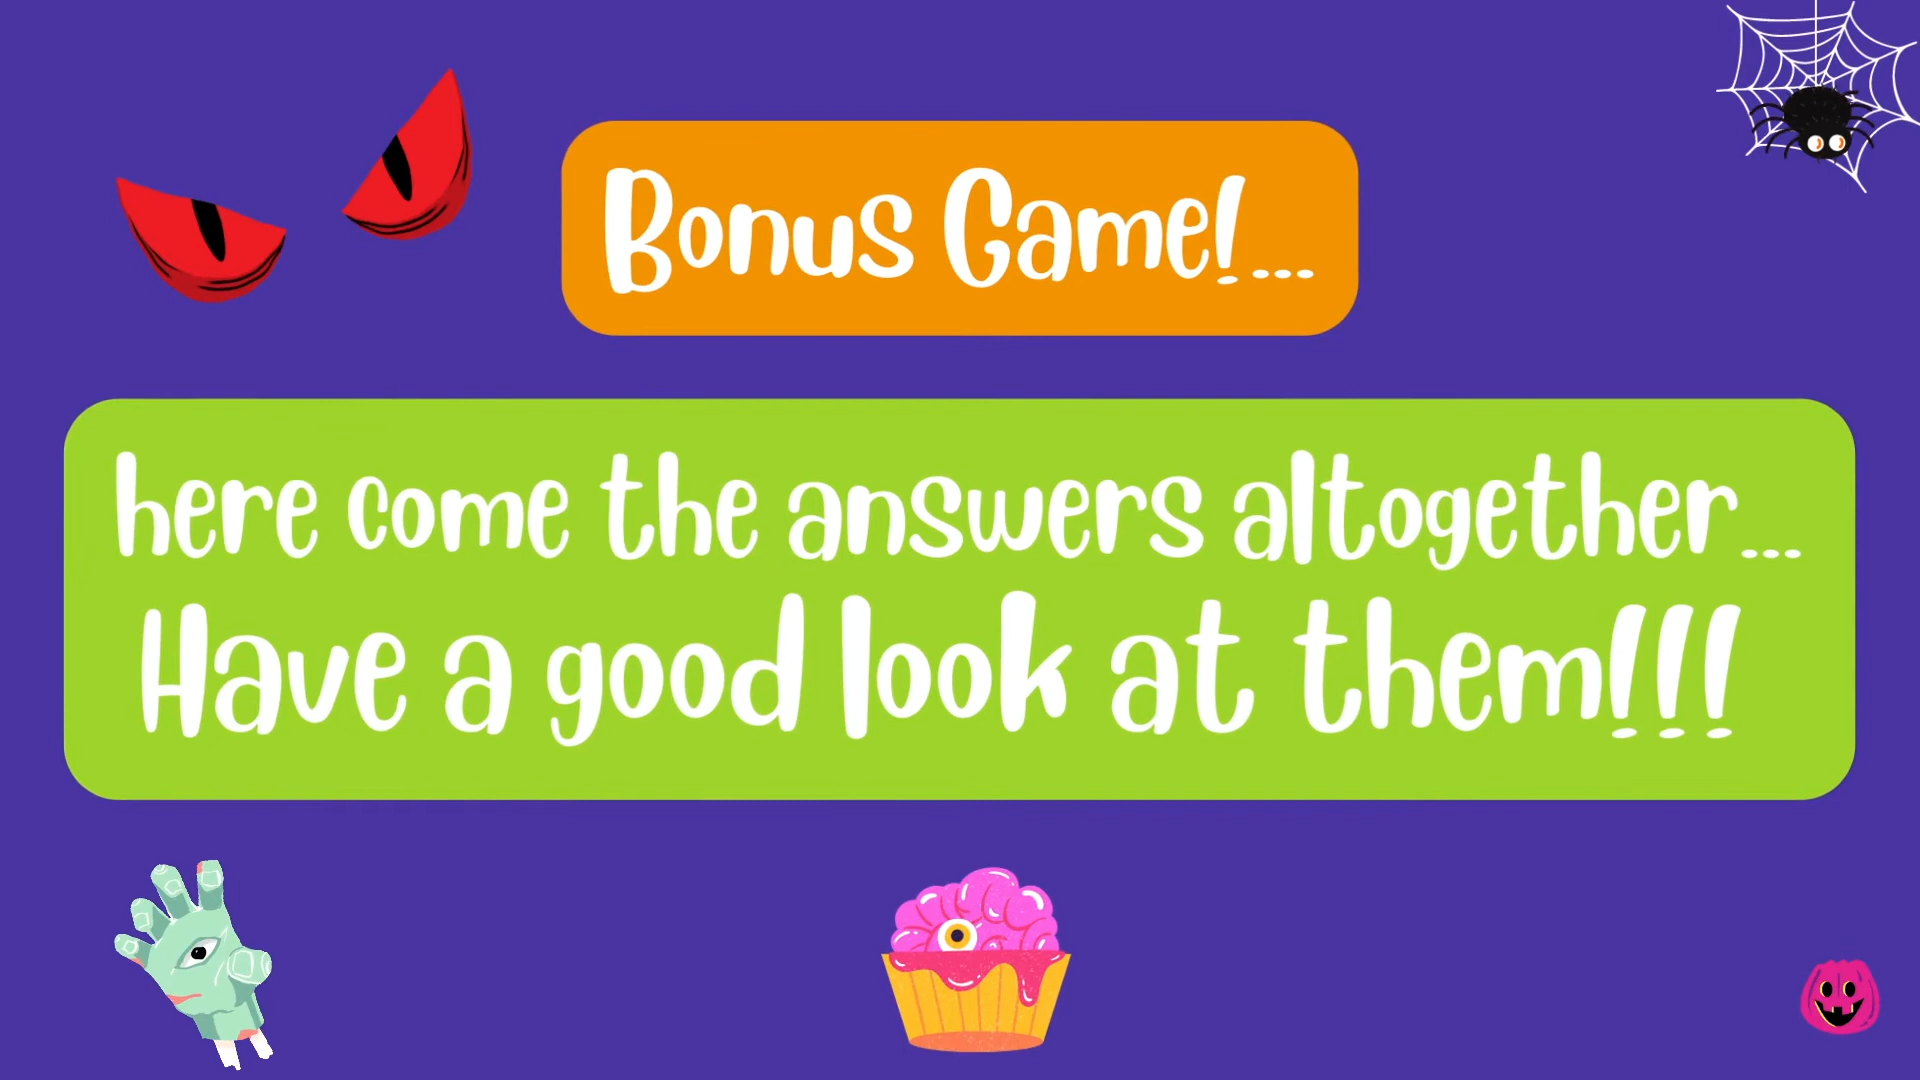 Bonus Game!...
here come the answers altogether...
Have a good look at them!!!